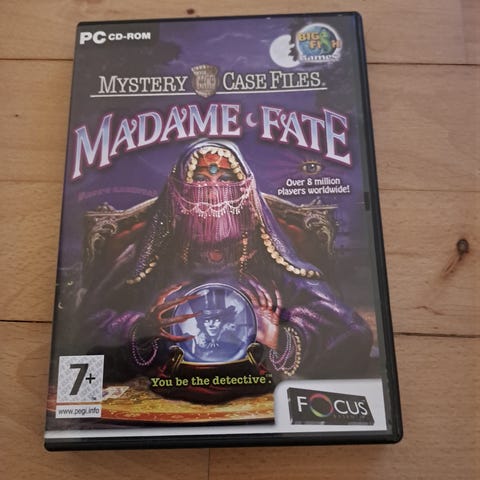 PC CD-ROM
BIG FISH
Games
MYSTERY CASE FILES.
MADAME FATE
Over 8 million
players worldwide!
You be the detective.™
7+
www.pegi.info
FOCUS